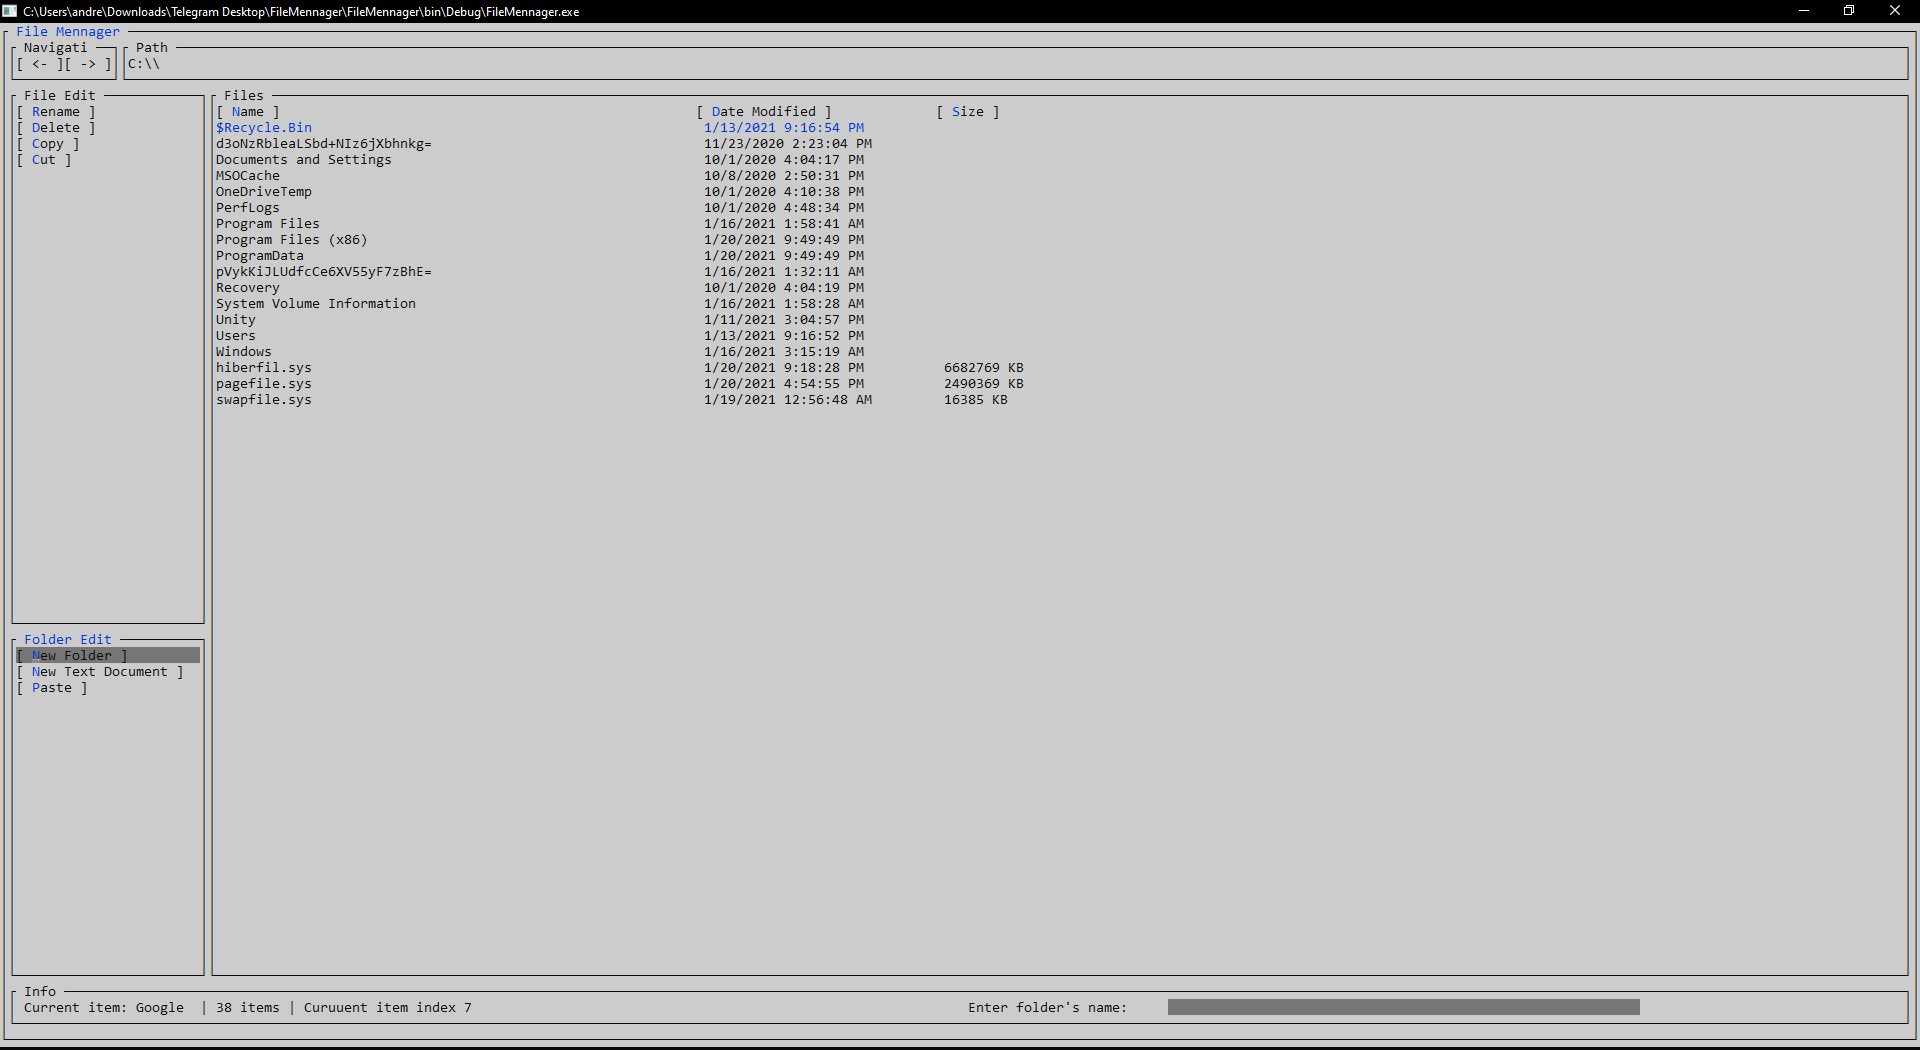 C:\Users\andre\Downloads\Telegram Desktop\FileMennager\FileMennager\bin\Debug\FileMennager.exe
File Mennager
Navigati Path
[ <- ][ -> ] C:\\
File Edit
[ Rename ]
[ Delete ]
[ Copy ]
[ Cut ]
Files
[ Name ] [ Date Modified ] [ Size ]
$Recycle.Bin 1/13/2021 9:16:54 PM
d3oNzRbleaLSbd+NIz6jXbhnkg= 11/23/2020 2:23:04 PM
Documents and Settings 10/1/2020 4:04:17 PM
MSOCache 10/8/2020 2:50:31 PM
OneDriveTemp 10/1/2020 4:10:38 PM
PerfLogs 10/1/2020 4:48:34 PM
Program Files 1/16/2021 1:58:41 AM
Program Files (x86) 1/20/2021 9:49:49 PM
ProgramData 1/20/2021 9:49:49 PM
pVykKiJLUdfcCe6XV55yF7zBhE= 1/16/2021 1:32:11 AM
Recovery 10/1/2020 4:04:19 PM
System Volume Information 1/16/2021 1:58:28 AM
Unity 1/11/2021 3:04:57 PM
Users 1/13/2021 9:16:52 PM
Windows 1/16/2021 3:15:19 AM
hiberfil.sys 1/20/2021 9:18:28 PM 6682769 KB
pagefile.sys 1/20/2021 4:54:55 PM 2490369 KB
swapfile.sys 1/19/2021 12:56:48 AM 16385 KB
Folder Edit
[ New Folder ]
[ New Text Document ]
[ Paste ]
Info
Current item: Google | 38 items | Curuuent item index 7 Enter folder's name: